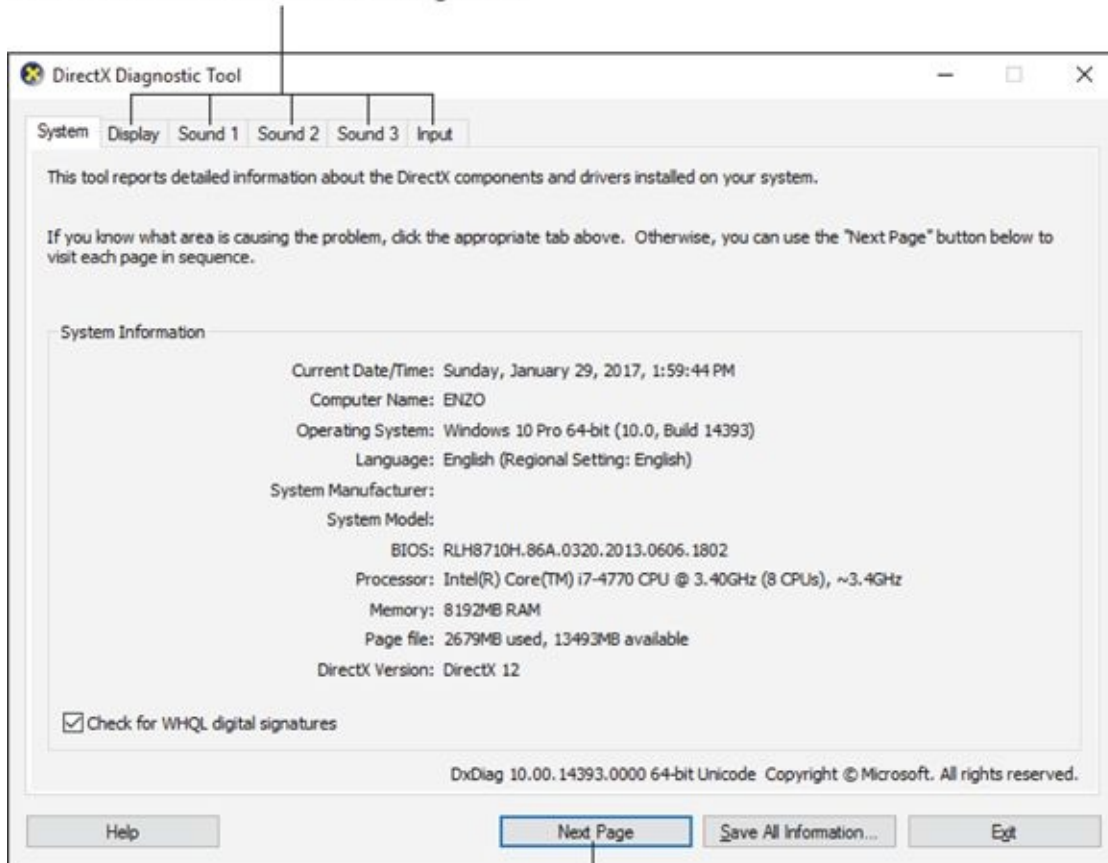 DirectX Diagnostic Tool
System Display Sound 1 Sound 2 Sound 3 Input
This tool reports detailed information about the DirectX components and drivers installed on your system.
If you know what area is causing the problem, click the appropriate tab above. Otherwise, you can use the "Next Page" button below to
visit each page in sequence.
System Information
Current Date/Time: Sunday, January 29, 2017, 1:59:44 PM
Computer Name: ENZO
Operating System: Windows 10 Pro 64-bit (10.0, Build 14393)
Language: English (Regional Setting: English)
System Manufacturer:
System Model:
BIOS: RLH8710H.86A.0320.2013.0606.1802
Processor: Intel(R) Core(TM) i7-4770 CPU @ 3.40GHz (8 CPUs), ~3.4GHz
Memory: 8192MB RAM
Page file: 2679MB used, 13493MB available
DirectX Version: DirectX 12
Check for WHQL digital signatures
DxDiag 10.00.14393.0000 64-bit Unicode Copyright © Microsoft. All rights reserved.
Help Next Page Save All Information... Exit